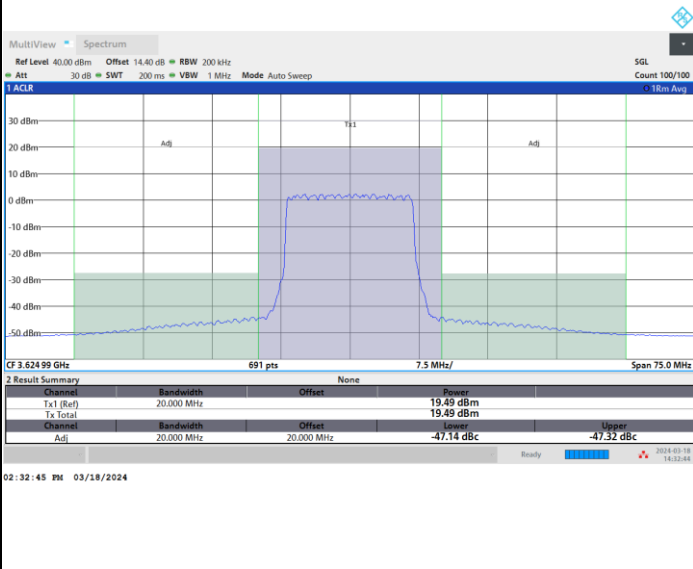 MultiView Spectrum
Ref Level 40.00 dBm Offset 14.40 dB RBW 200 kHz SGL
Att 30 dB SWT 200 ms VBW 1 MHz Mode Auto Sweep Count 100/100
1 ACLR 1Rm Avg
Tx1
30 dBm
Adj Adj
20 dBm
10 dBm
0 dBm
-10 dBm
-20 dBm
-30 dBm
-40 dBm
-50 dBm
CF 3.624 99 GHz 691 pts 7.5 MHz/ Span 75.0 MHz
2 Result Summary None
Channel Bandwidth Offset Power
Tx1 (Ref) 20.000 MHz 19.49 dBm
Tx Total 19.49 dBm
Channel Bandwidth Offset Lower Upper
Adj 20.000 MHz 20.000 MHz -47.14 dBc -47.32 dBc
Ready 2024-03-18
14:32:44
02:32:45 PM 03/18/2024